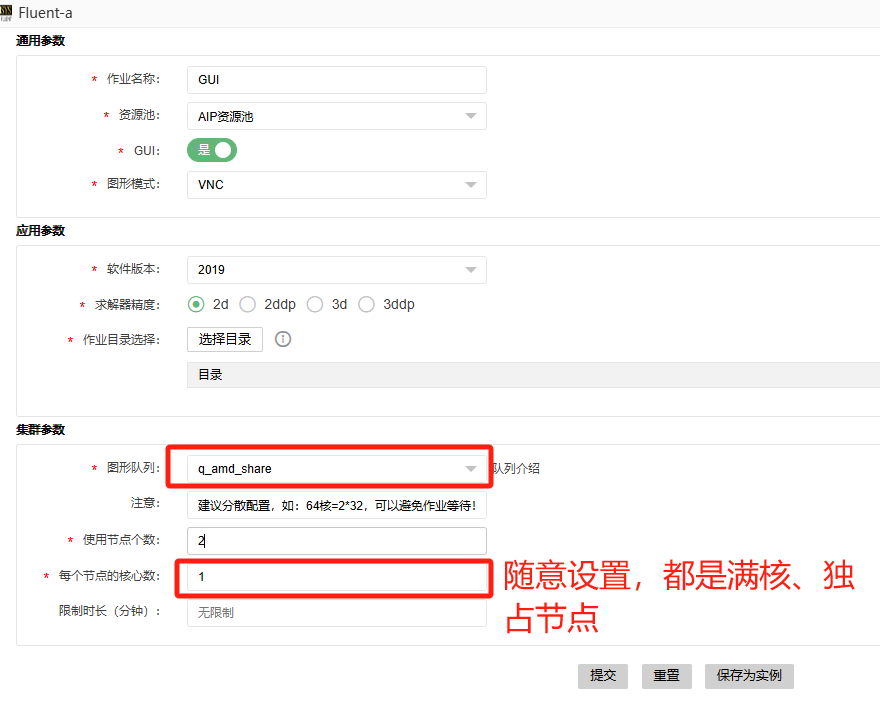 Fluent-a
通用参数
* 作业名称: GUI
* 资源池: AIP资源池
* GUI: 是
* 图形模式: VNC
应用参数
* 软件版本: 2019
* 求解器精度: 2d 2ddp 3d 3ddp
* 作业目录选择: 选择目录
目录
集群参数
* 图形队列: q_amd_share 队列介绍
注意: 建议分散配置，如：64核=2*32，可以避免作业等待!
* 使用节点个数: 2
* 每个节点的核心数: 1
随意设置，都是满核、独
占节点
限制时长（分钟）: 无限制
提交 重置 保存为实例